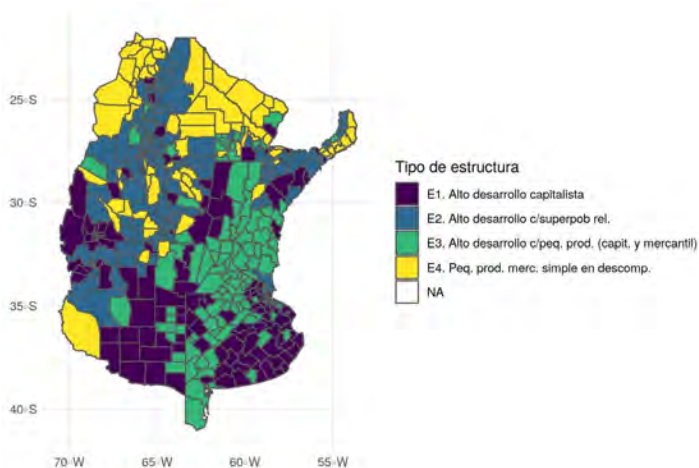 25◦S
30◦S
35◦S
40◦S
70◦W
65◦W
60◦W
55◦W
Tipo de estructura
E1. Alto desarrollo capitalista
E2. Alto desarrollo c/superpob rel.
E3. Alto desarrollo c/peq. prod. (capit. y mercantil)
E4. Peq. prod. merc. simple en descomp.
NA